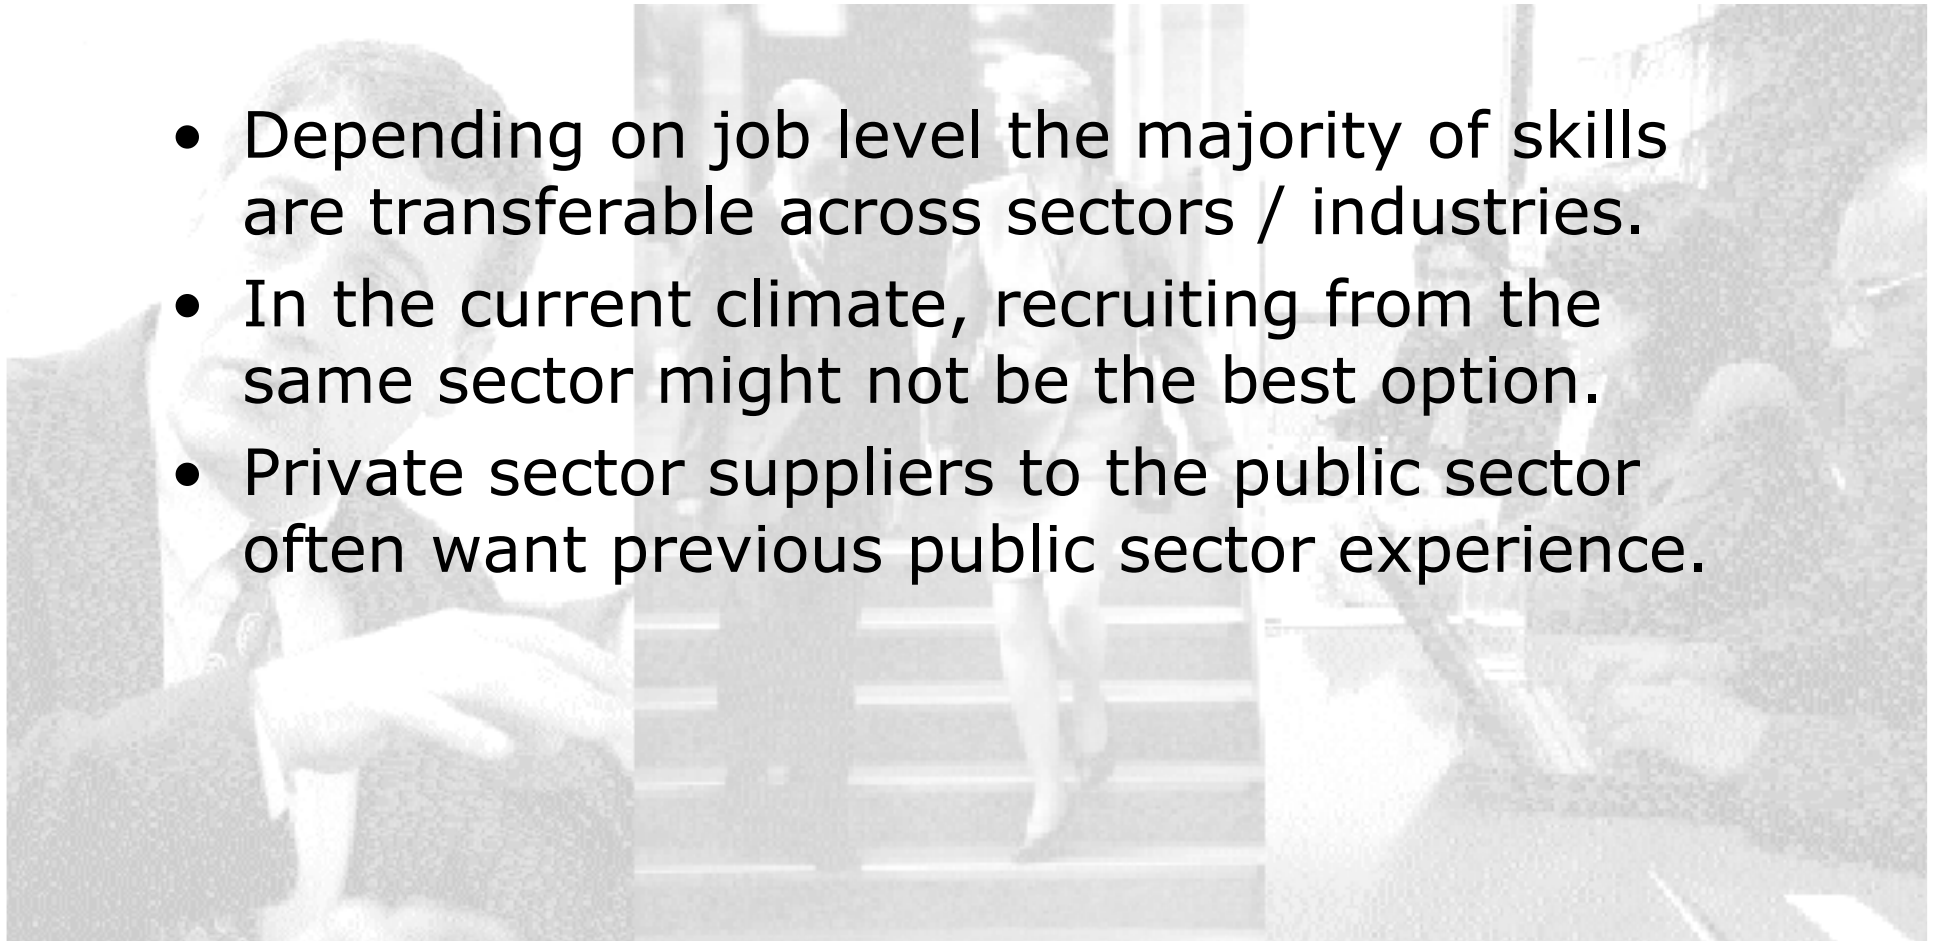 • Depending on job level the majority of skills
are transferable across sectors / industries.
• In the current climate, recruiting from the
same sector might not be the best option.
• Private sector suppliers to the public sector
often want previous public sector experience.